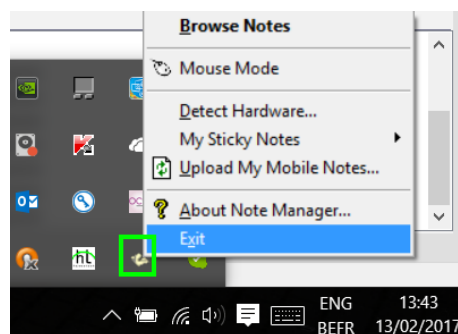 Browse Notes
Mouse Mode
Detect Hardware...
My Sticky Notes
Upload My Mobile Notes...
About Note Manager...
Exit
ENG 13:43
BEFR 13/02/2017